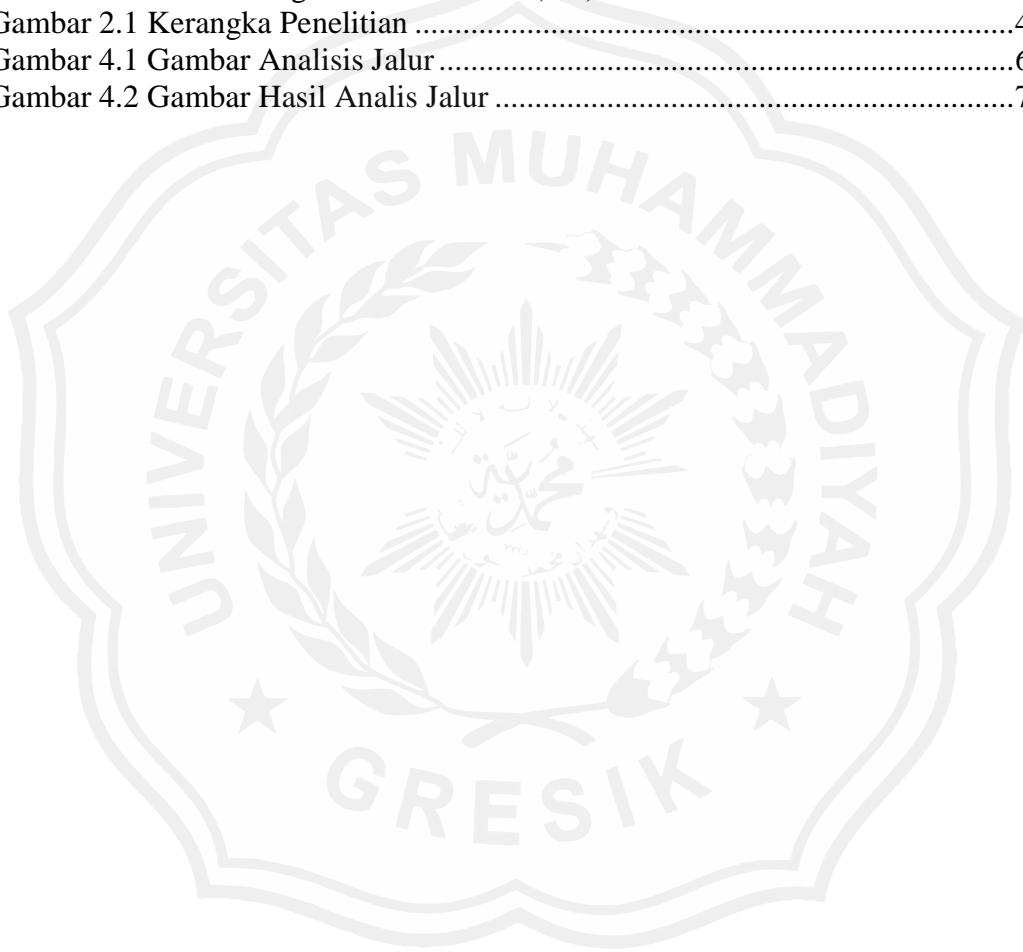 Gambar 2.1 Kerangka Penelitian ..........................................................................4
Gambar 4.1 Gambar Analisis Jalur .......................................................................6
Gambar 4.2 Gambar Hasil Analis Jalur .................................................................7
UNIVERSITAS MUHAMMADIYAH
GRESIK